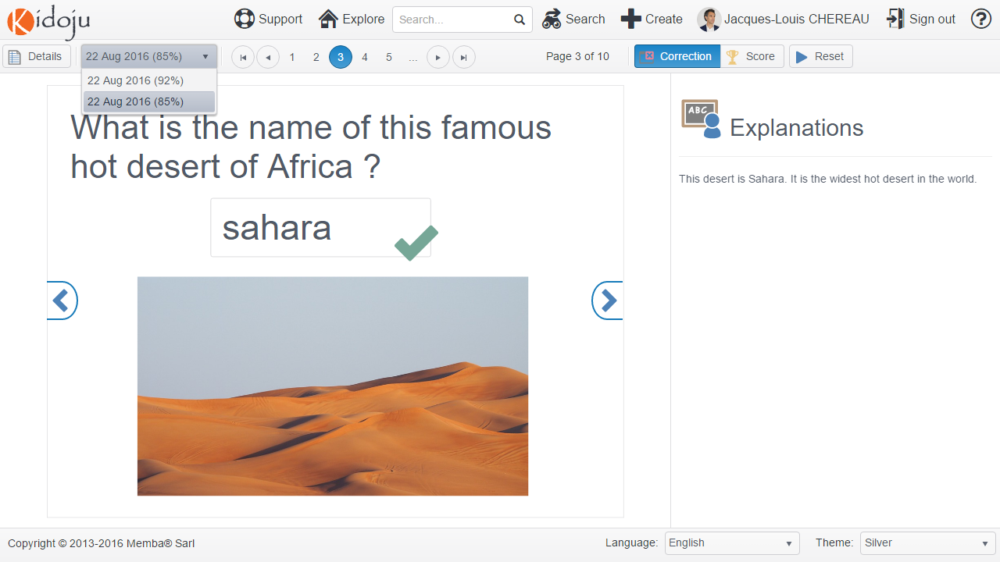 Kidoju
Support
Explore
Search...
Search
Create
Jacques-Louis CHEREAU
Sign out
?
Details
22 Aug 2016 (85%)
1 2 3 4 5 ...
Page 3 of 10
Correction
Score
Reset
22 Aug 2016 (92%)
22 Aug 2016 (85%)
What is the name of this famous
hot desert of Africa ?
sahara
ABC
Explanations
This desert is Sahara. It is the widest hot desert in the world.
Copyright © 2013-2016 Memba® Sarl
Language: English
Theme: Silver